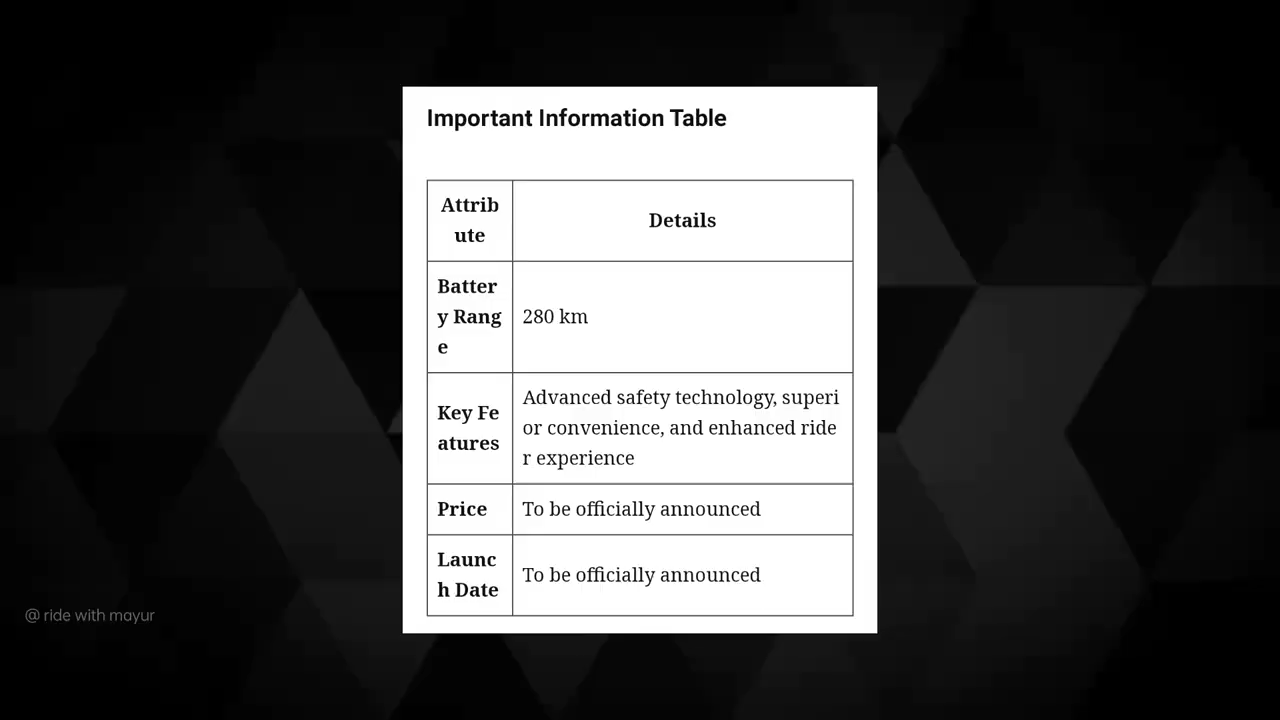 Important Information Table
Attrib
ute
Details
Batter
y Rang
e
280 km
Key Fe
atures
Advanced safety technology, superi
or convenience, and enhanced ride
r experience
Price
To be officially announced
Launc
h Date
To be officially announced
@ ride with mayur